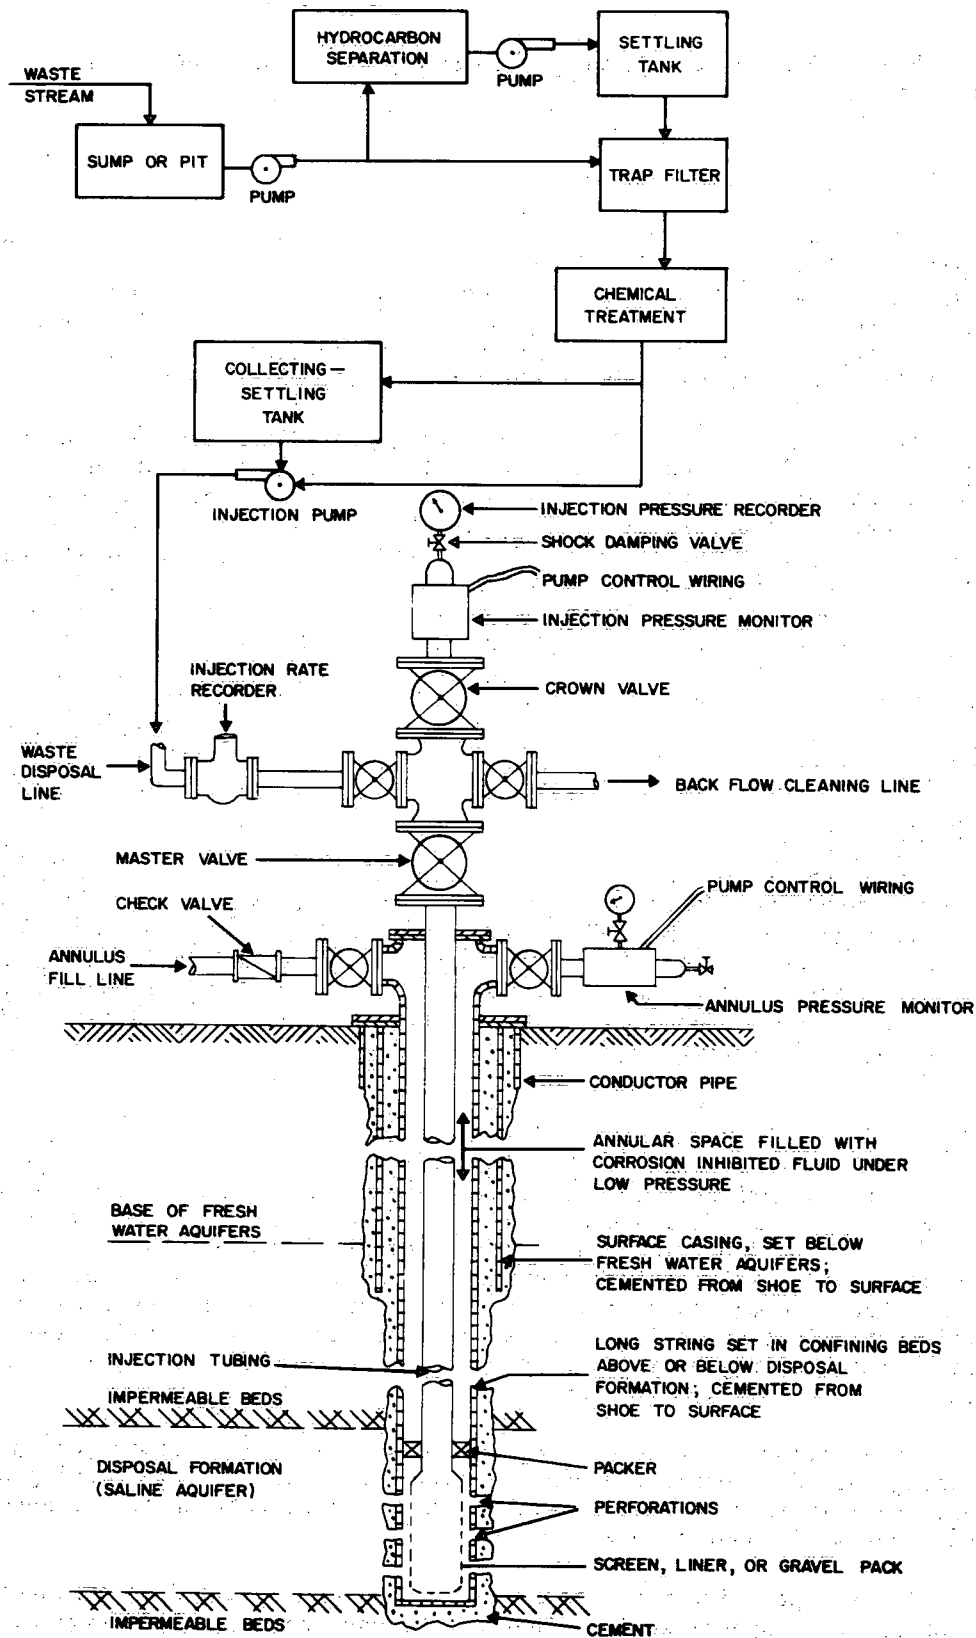 HYDROCARBON
SEPARATION
PUMP
SETTLING
TANK
WASTE
STREAM
SUMP OR PIT
PUMP
TRAP FILTER
CHEMICAL
TREATMENT
COLLECTING—
SETTLING
TANK
INJECTION PUMP
INJECTION PRESSURE RECORDER
SHOCK DAMPING VALVE
PUMP CONTROL WIRING
INJECTION PRESSURE MONITOR
INJECTION RATE
RECORDER
CROWN VALVE
WASTE
DISPOSAL
LINE
BACK FLOW CLEANING LINE
MASTER VALVE
PUMP CONTROL WIRING
CHECK VALVE
ANNULUS
FILL LINE
ANNULUS PRESSURE MONITOR
CONDUCTOR PIPE
ANNULAR SPACE FILLED WITH
CORROSION INHIBITED FLUID UNDER
LOW PRESSURE
BASE OF FRESH
WATER AQUIFERS
SURFACE CASING, SET BELOW
FRESH WATER AQUIFERS;
CEMENTED FROM SHOE TO SURFACE
INJECTION TUBING
LONG STRING SET IN CONFINING BEDS
ABOVE OR BELOW DISPOSAL
FORMATION; CEMENTED FROM
SHOE TO SURFACE
IMPERMEABLE BEDS
DISPOSAL FORMATION
(SALINE AQUIFER)
PACKER
PERFORATIONS
SCREEN, LINER, OR GRAVEL PACK
IMPERMEABLE BEDS
CEMENT